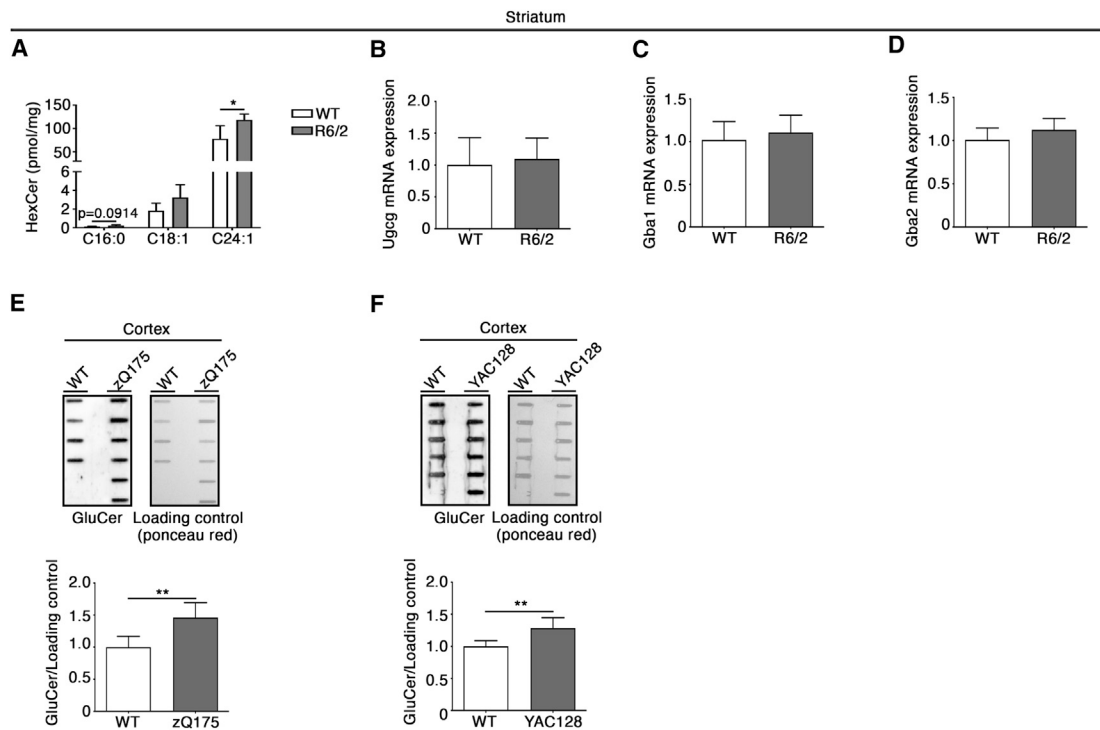 Striatum
A
HexCer (pmol/mg)
150
100
50
6
4
2
0
p=0.0914
*
C16:0 C18:1 C24:1
WT
R6/2
B
Ugcg mRNA expression
2.0
1.5
1.0
0.5
0
WT R6/2
C
Gba1 mRNA expression
1.5
1.0
0.5
0
WT R6/2
D
Gba2 mRNA expression
1.5
1.0
0.5
0
WT R6/2
E
Cortex
WT zQ175 WT zQ175
GluCer Loading control
(ponceau red)
GluCer/Loading control
2.0
1.5
1.0
0.5
0
**
WT zQ175
F
Cortex
WT YAC128 WT YAC128
GluCer Loading control
(ponceau red)
GluCer/Loading control
2.0
1.5
1.0
0.5
0
**
WT YAC128